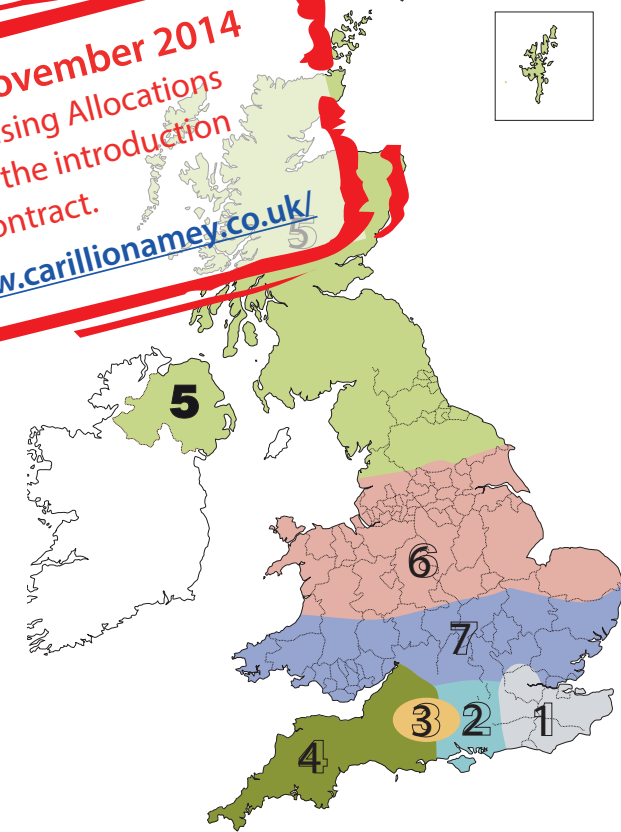 ovember 2014
sing Allocations
the introduction
ontract.
w.carillionamey.co.uk/
5
5
6
7
3
2
1
4